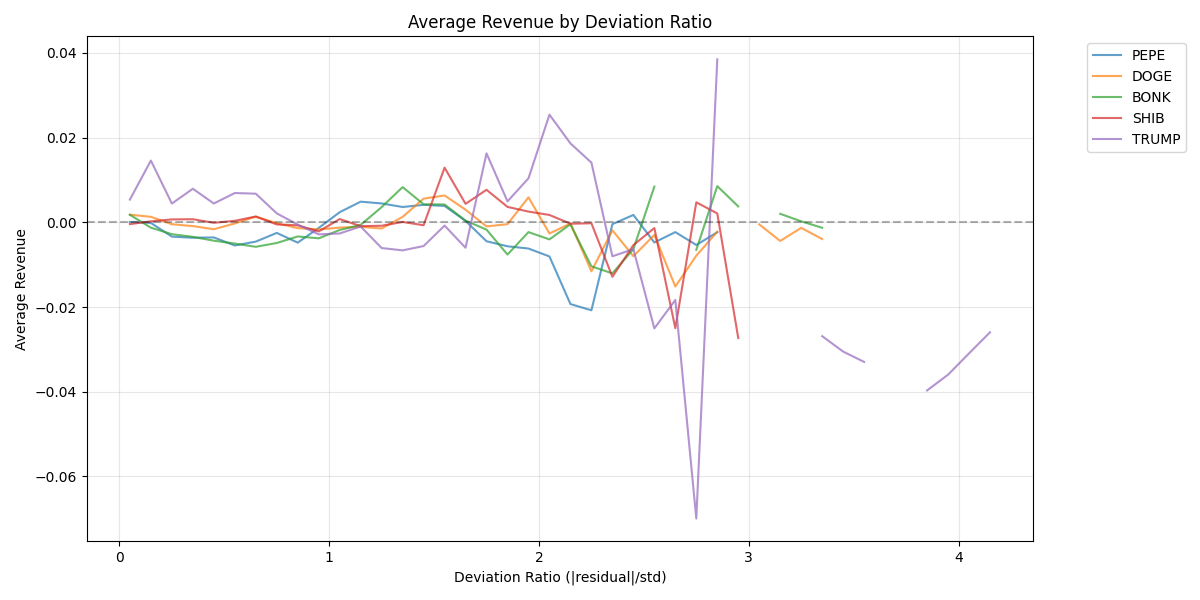 Average Revenue by Deviation Ratio
0.04
0.02
0.00
−0.02
−0.04
−0.06
Average Revenue
0 1 2 3 4
Deviation Ratio (|residual|/std)
PEPE
DOGE
BONK
SHIB
TRUMP